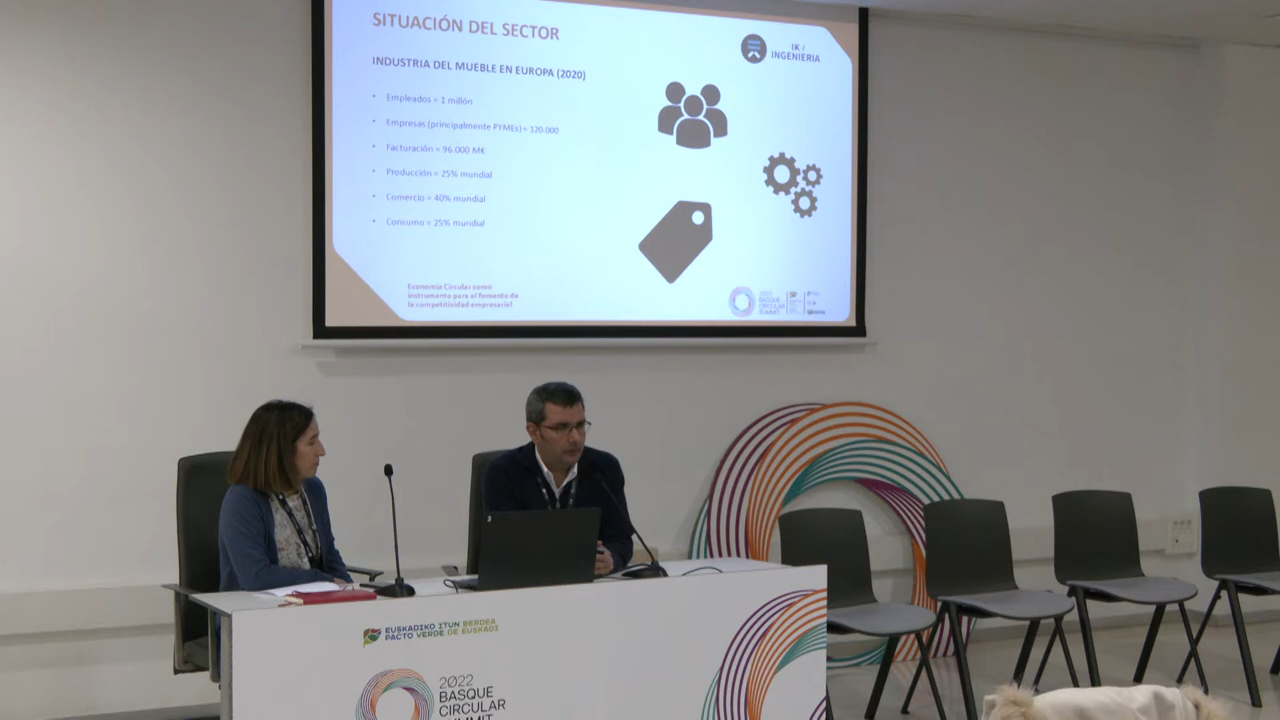 SITUACIÓN DEL SECTOR
IK /
INGENIERIA
INDUSTRIA DEL MUEBLE EN EUROPA (2020)
• Empleados = 1 millón
• Empresas (principalmente PYMEs) = 120.000
• Facturación = 96.000 M€
• Producción = 25% mundial
• Comercio = 40% mundial
• Consumo = 25% mundial
Economía Circular como
instrumento para el fomento de
la competitividad empresarial
2022
BASQUE
CIRCULAR
SUMMIT
EUSKADIKO ITUN BERDEA
PACTO VERDE DE EUSKADI
2022
BASQUE
CIRCULAR
SUMMIT